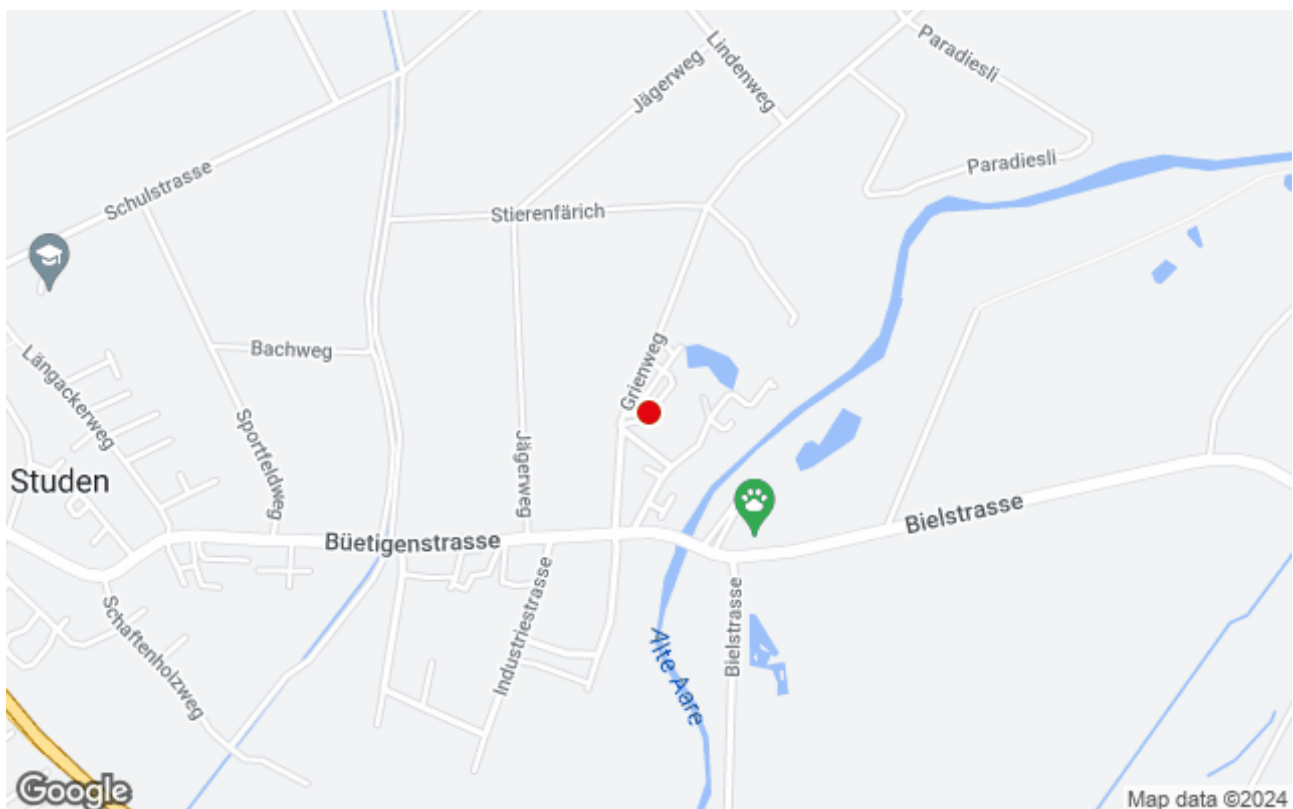 Paradiesli
Lindenweg
Jägerweg
Paradiesli
Schulstrasse
Stierenfärich
Bachweg
Grienweg
Längackerweg
Sportfeldweg
Jägerweg
Studen
Bielstrasse
Büetigenstrasse
Industriestrasse
Bielstrasse
Schaftenholzweg
Alte Aare
Google
Map data ©2024